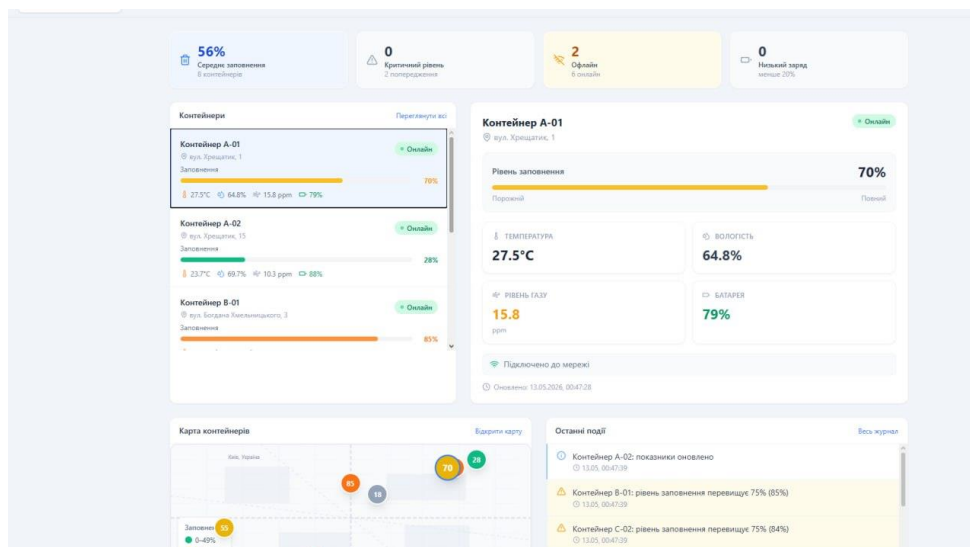 56%
Середнє заповнення
8 контейнерів
0
Критичний рівень
2 попередження
2
Офлайн
6 онлайн
0
Низький заряд
менше 20%
Контейнери
Переглянути всі
Контейнер A-01
Онлайн
вул. Хрещатик, 1
Заповнення
70%
27.5°C 64.8% 15.8 ppm 79%
Контейнер A-02
Онлайн
вул. Хрещатик, 15
Заповнення
28%
23.7°C 69.7% 10.3 ppm 88%
Контейнер B-01
Онлайн
вул. Богдана Хмельницького, 3
Заповнення
85%
Контейнер A-01
Онлайн
вул. Хрещатик, 1
Рівень заповнення
70%
Порожній
Повний
ТЕМПЕРАТУРА
27.5°C
ВОЛОГІСТЬ
64.8%
РІВЕНЬ ГАЗУ
15.8
ppm
БАТАРЕЯ
79%
Підключено до мережі
Оновлено: 13.05.2026, 00:47:28
Карта контейнерів
Відкрити карту
Київ, Україна
70
28
85
18
Заповнен
55
0–49%
Останні події
Весь журнал
Контейнер A-02: показники оновлено
13.05, 00:47:39
Контейнер B-01: рівень заповнення перевищує 75% (85%)
13.05, 00:47:39
Контейнер C-02: рівень заповнення перевищує 75% (84%)
13.05, 00:47:39